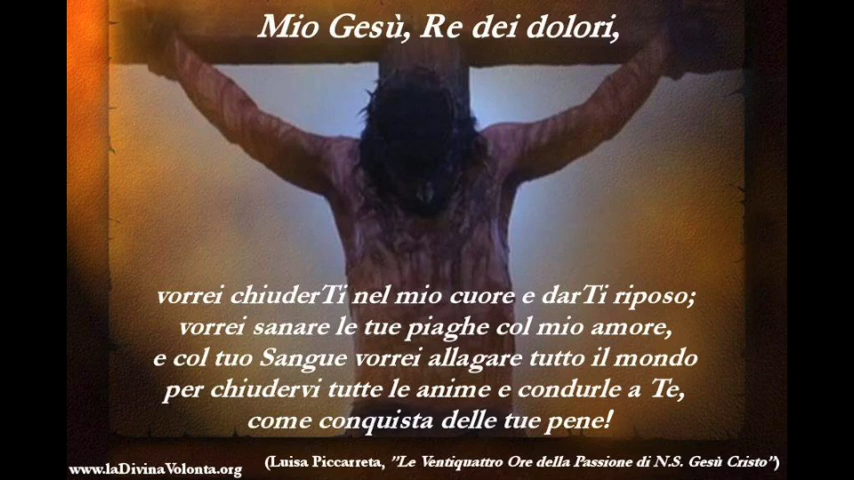 Mio Gesù, Re dei dolori,
vorrei chiuderTi nel mio cuore e darTi riposo;
vorrei sanare le tue piaghe col mio amore,
e col tuo Sangue vorrei allagare tutto il mondo
per chiudervi tutte le anime e condurle a Te,
come conquista delle tue pene!
www.laDivinaVolonta.org (Luisa Piccarreta, "Le Ventiquattro Ore della Passione di N.S. Gesù Cristo")